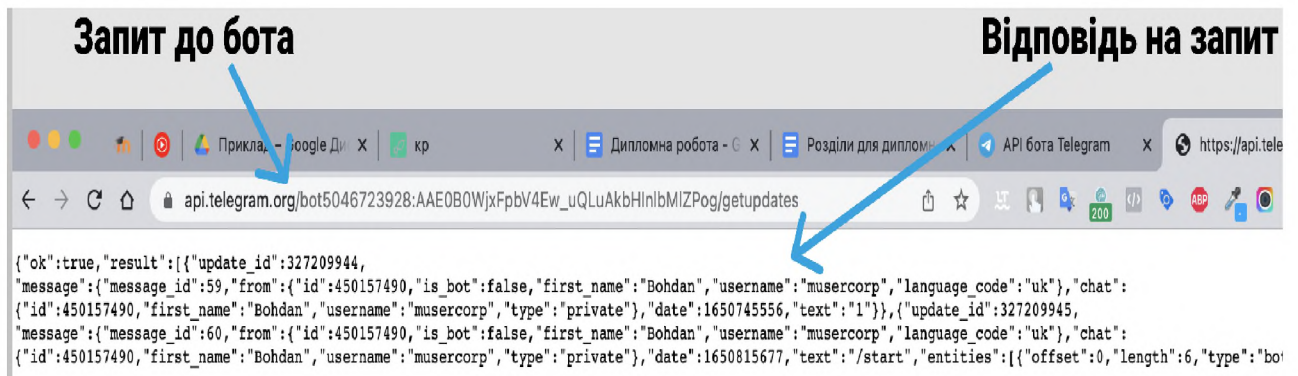 Запит до бота
Відповідь на запит
Приклад – Google Ди
кр
Дипломна робота - G
Розділи для дипломн
API бота Telegram
https://api.tele
api.telegram.org/bot5046723928:AAE0B0WjxFpbV4Ew_uQLuAkbHInlbMIZPog/getupdates
200
ABP
{"ok":true,"result":[{"update_id":327209944,
"message":{"message_id":59,"from":{"id":450157490,"is_bot":false,"first_name":"Bohdan","username":"musercorp","language_code":"uk"},"chat":
{"id":450157490,"first_name":"Bohdan","username":"musercorp","type":"private"},"date":1650745556,"text":"1"}},{"update_id":327209945,
"message":{"message_id":60,"from":{"id":450157490,"is_bot":false,"first_name":"Bohdan","username":"musercorp","language_code":"uk"},"chat":
{"id":450157490,"first_name":"Bohdan","username":"musercorp","type":"private"},"date":1650815677,"text":"/start","entities":[{"offset":0,"length":6,"type":"bot